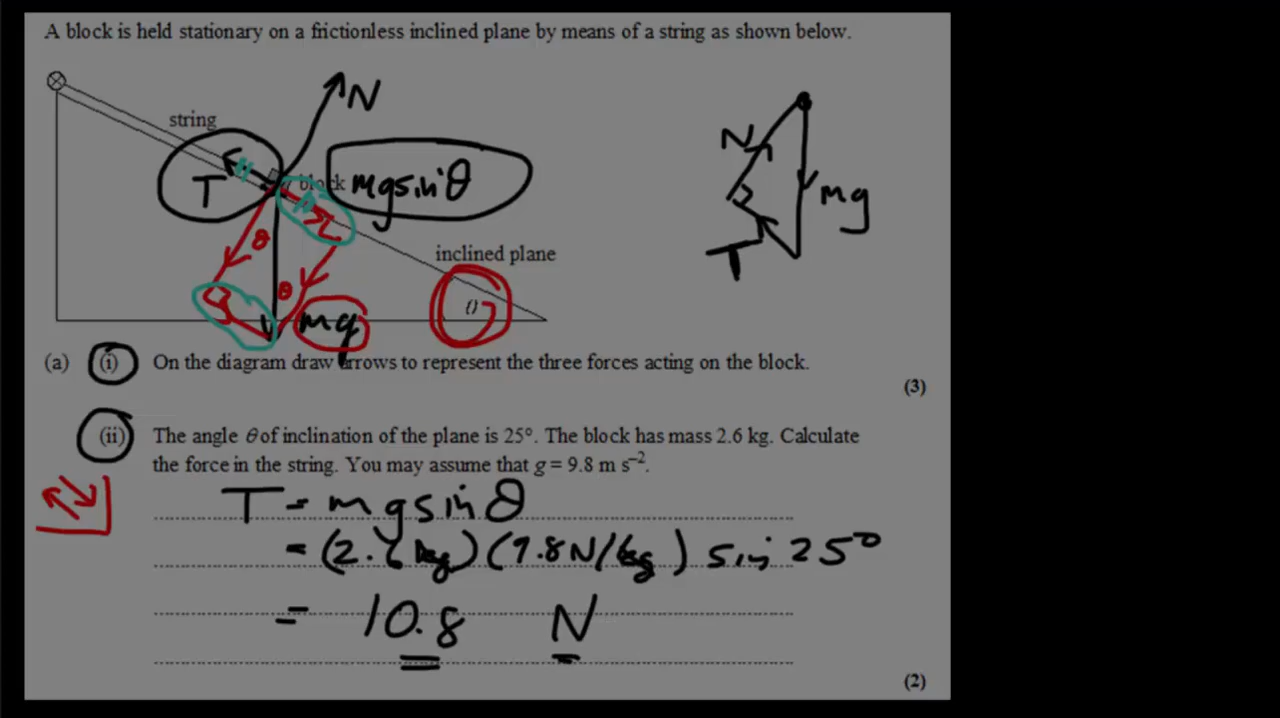 A block is held stationary on a frictionless inclined plane by means of a string as shown below.
N
string
T
block
mgsinθ
θ
θ
mg
inclined plane
θ
N
mg
T
(a) (i) On the diagram draw arrows to represent the three forces acting on the block.
(3)
(ii) The angle θ of inclination of the plane is 25°. The block has mass 2.6 kg. Calculate
the force in the string. You may assume that g = 9.8 m s⁻².
T = mgsinθ
= (2.6 kg) (9.8N/kg) sin 25°
= 10.8 N
(2)